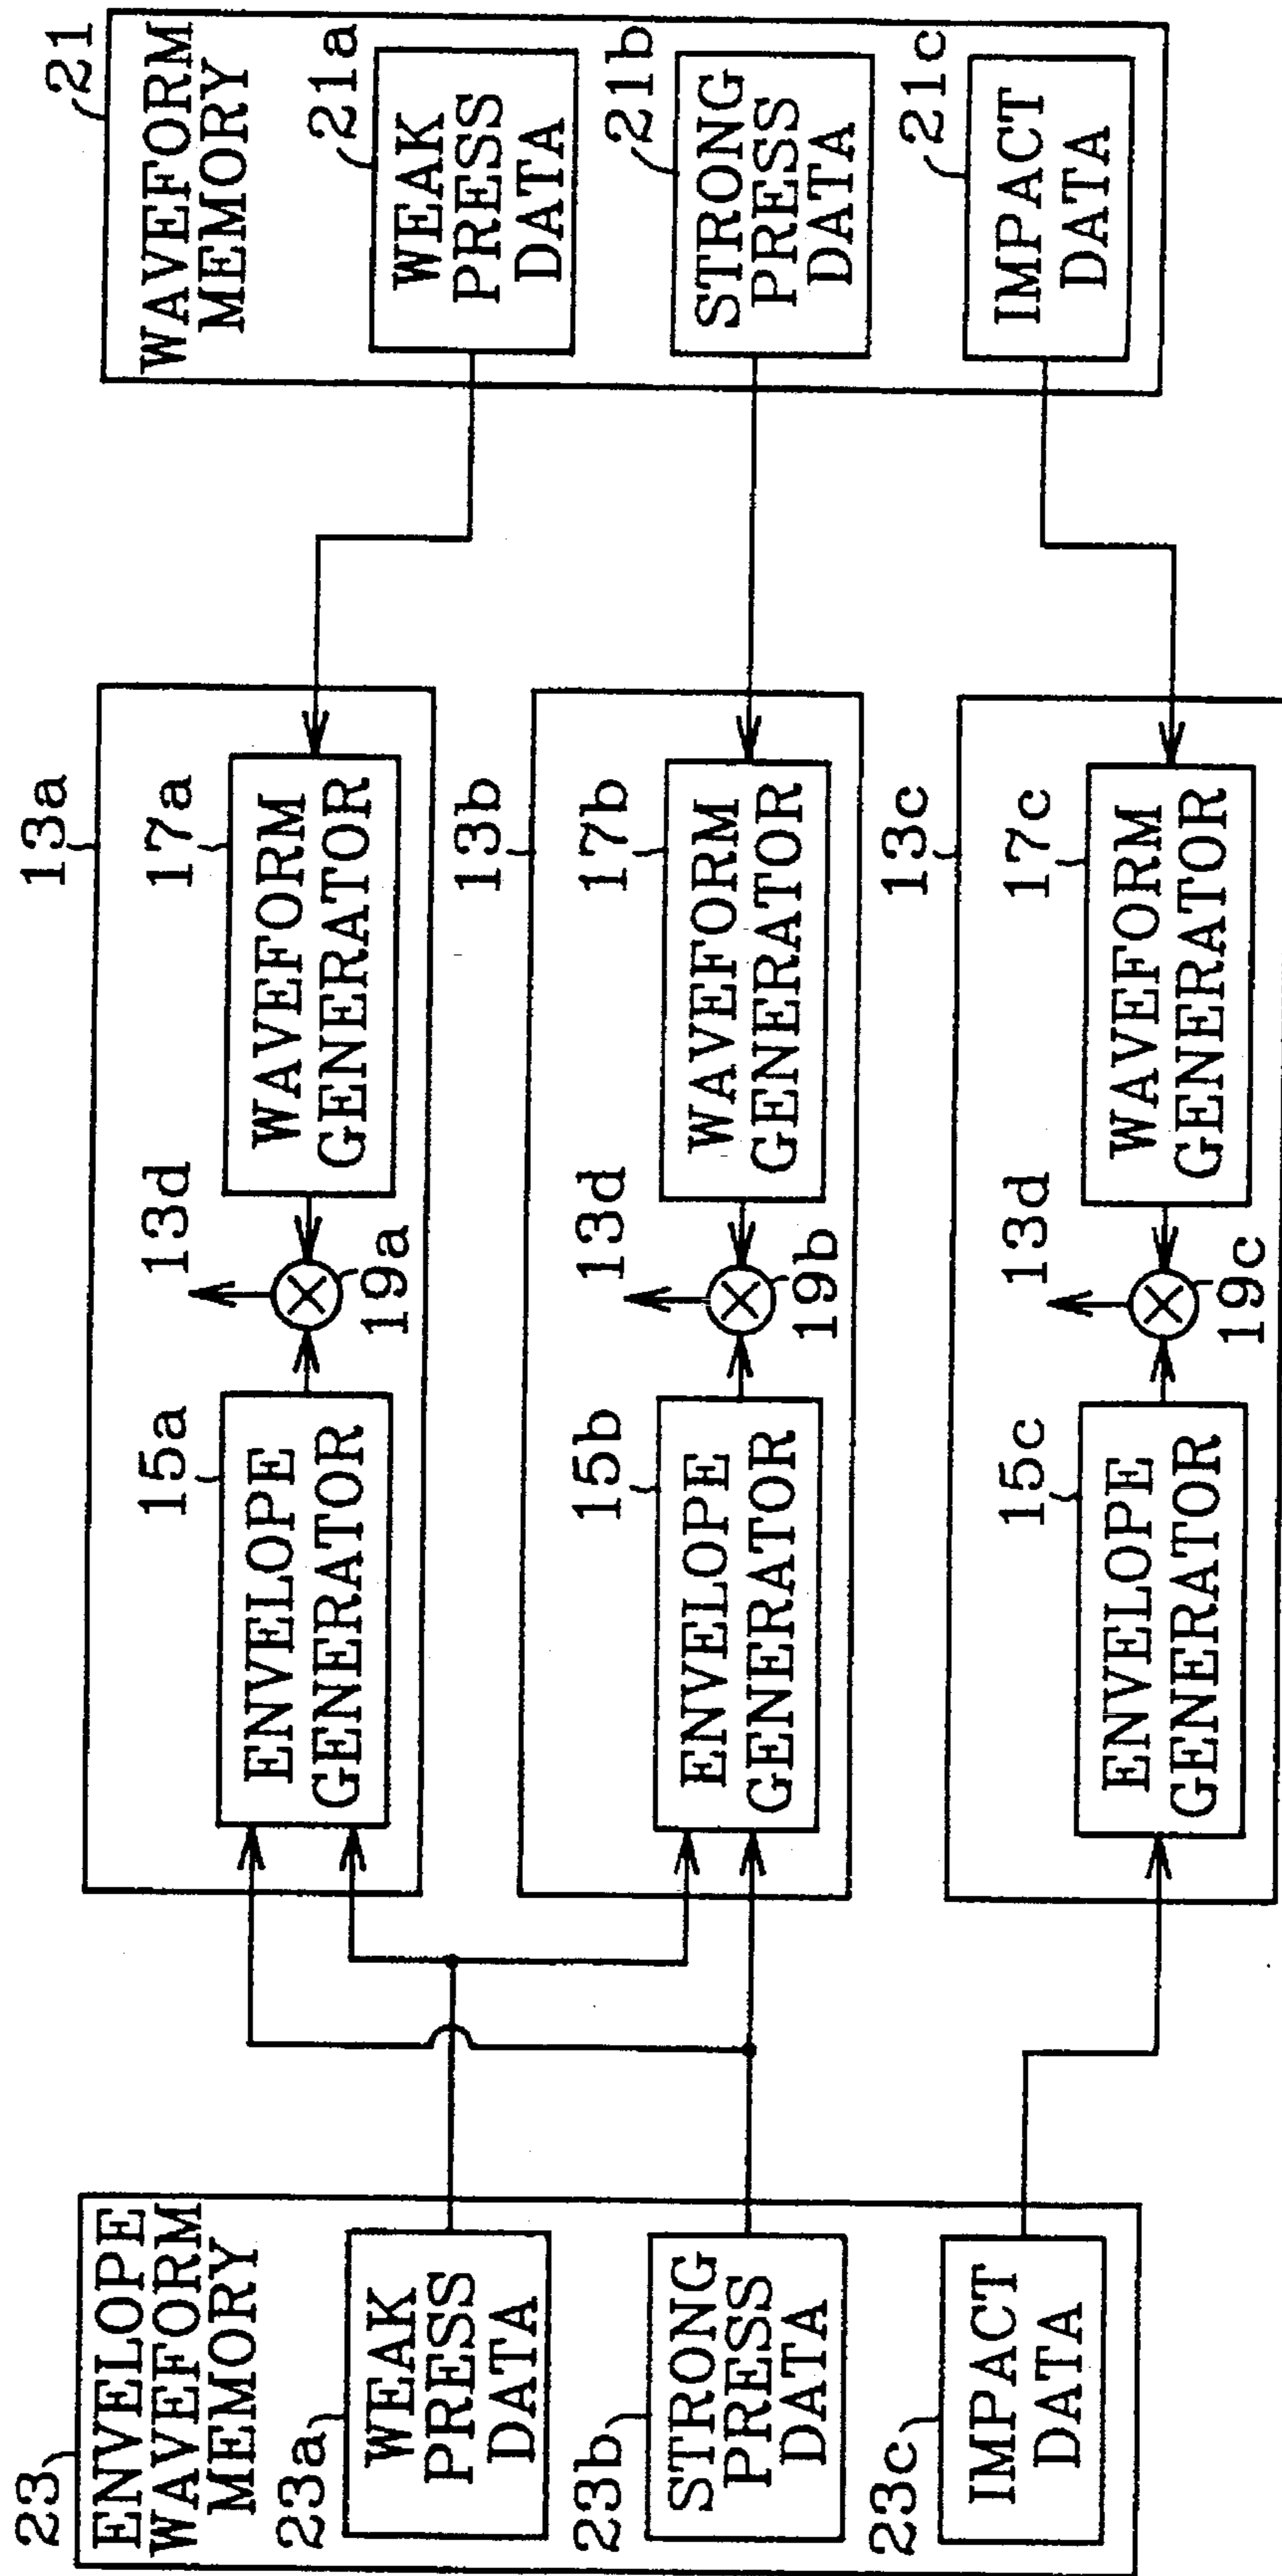 23
ENVELOPE
WAVEFORM
MEMORY
23a
WEAK
PRESS
DATA
23b
STRONG
PRESS
DATA
23c
IMPACT
DATA
13a
15a
ENVELOPE
GENERATOR
13d
19a
17a
WAVEFORM
GENERATOR
13b
15b
ENVELOPE
GENERATOR
13d
19b
17b
WAVEFORM
GENERATOR
13c
15c
ENVELOPE
GENERATOR
13d
19c
17c
WAVEFORM
GENERATOR
21
WAVEFORM
MEMORY
21a
WEAK
PRESS
DATA
21b
STRONG
PRESS
DATA
21c
IMPACT
DATA